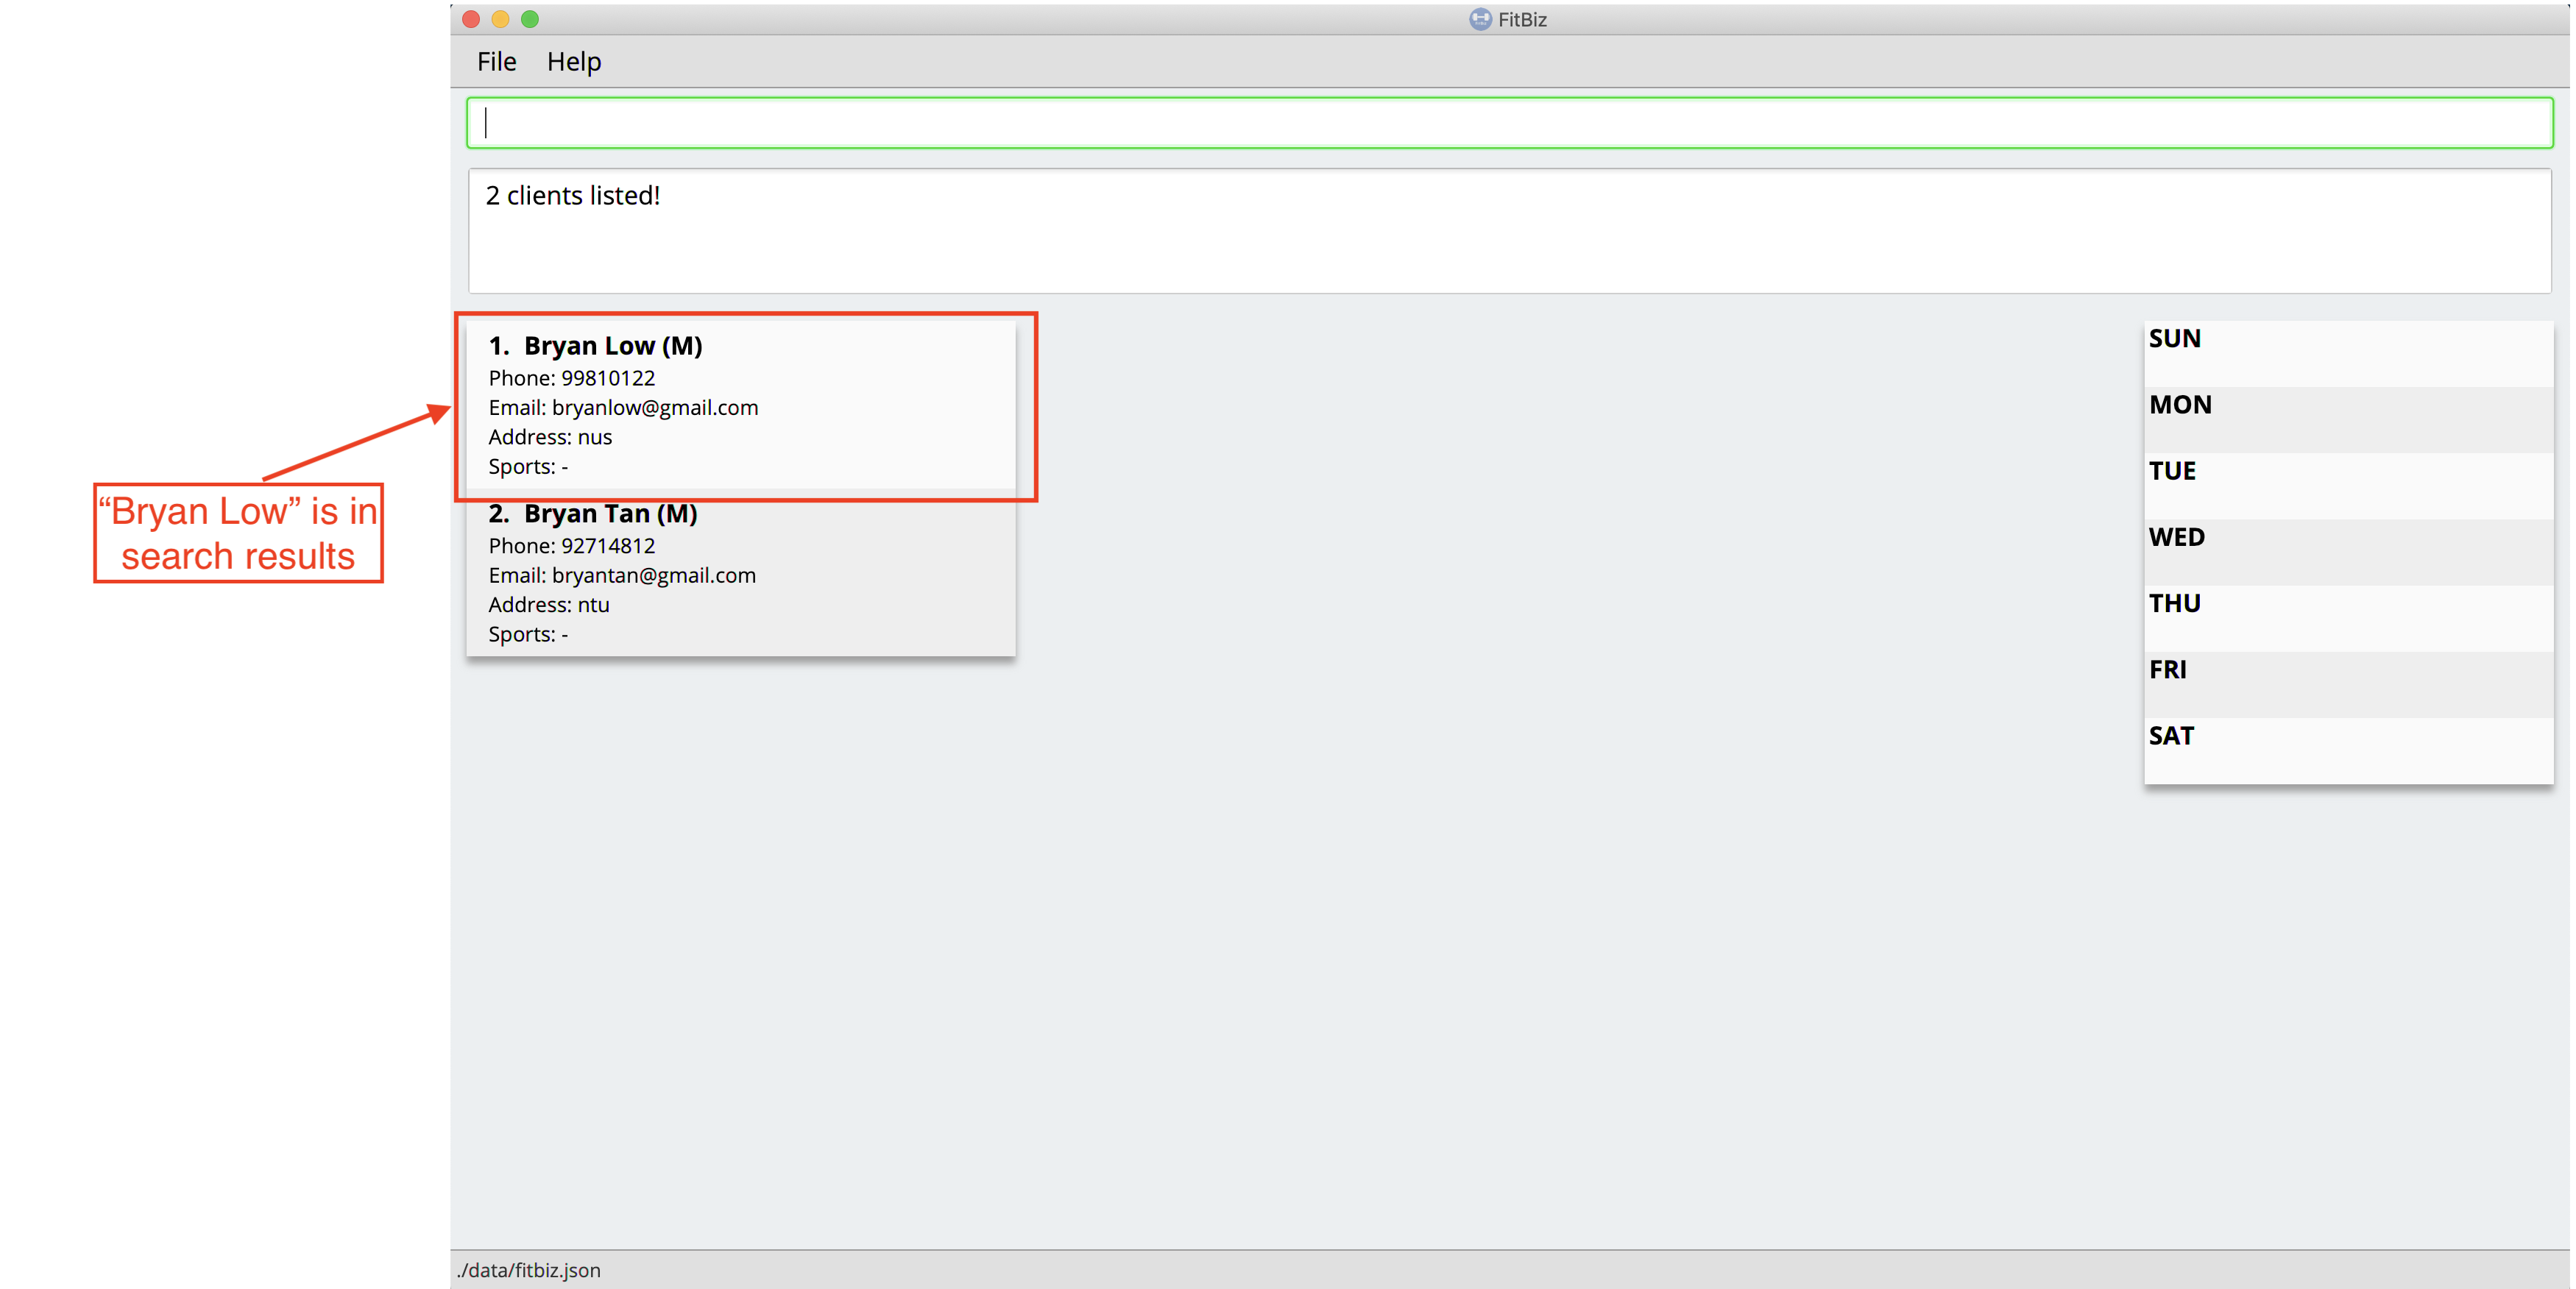 FitBiz
File Help
2 clients listed!
1. Bryan Low (M)
Phone: 99810122
Email: bryanlow@gmail.com
Address: nus
Sports: -
2. Bryan Tan (M)
Phone: 92714812
Email: bryantan@gmail.com
Address: ntu
Sports: -
“Bryan Low” is in
search results
SUN
MON
TUE
WED
THU
FRI
SAT
./data/fitbiz.json